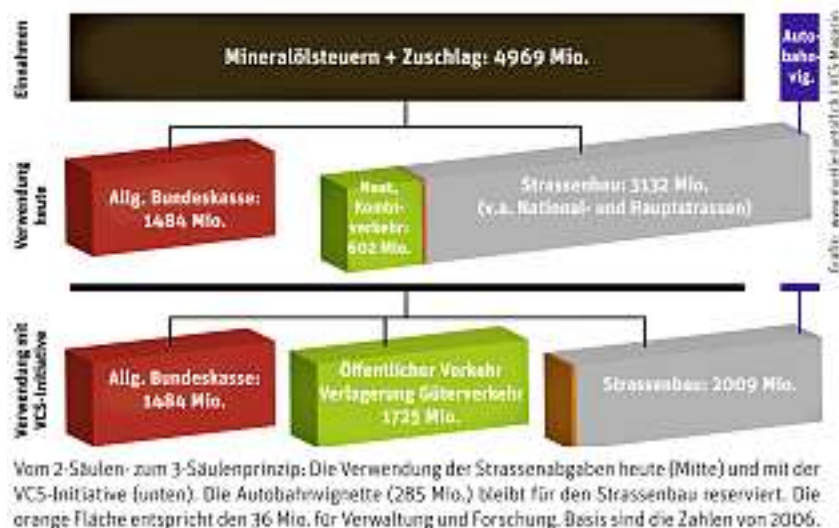 Einnahmen
Mineralölsteuern + Zuschlag: 4969 Mio.
Auto-
bahn-
vig.
Verwendung
heute
Allg. Bundeskasse:
1484 Mio.
Neat,
Kombi-
verkehr:
602 Mio.
Strassenbau: 3132 Mio.
(v.a. National- und Hauptstrassen)
Verwendung mit
VCS-Initiative
Allg. Bundeskasse:
1484 Mio.
Öffentlicher Verkehr
Verlagerung Güterverkehr
1725 Mio.
Strassenbau: 2009 Mio.
Vom 2-Säulen- zum 3-Säulenprinzip: Die Verwendung der Strassenabgaben heute (Mitte) und mit der
VCS-Initiative (unten). Die Autobahnvignette (285 Mio.) bleibt für den Strassenbau reserviert. Die
orange Fläche entspricht den 36 Mio. für Verwaltung und Forschung. Basis sind die Zahlen von 2006.